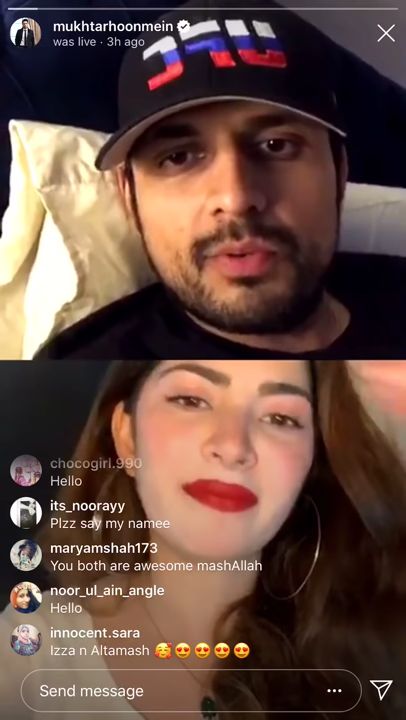 mukhtarhoonmein
was live · 3h ago
chocogirl.990
Hello
its_noorayy
Plzz say my namee
maryamshah173
You both are awesome mashAllah
noor_ul_ain_angle
Hello
innocent.sara
Izza n Altamash 🥰😍😍😍😍
Send message